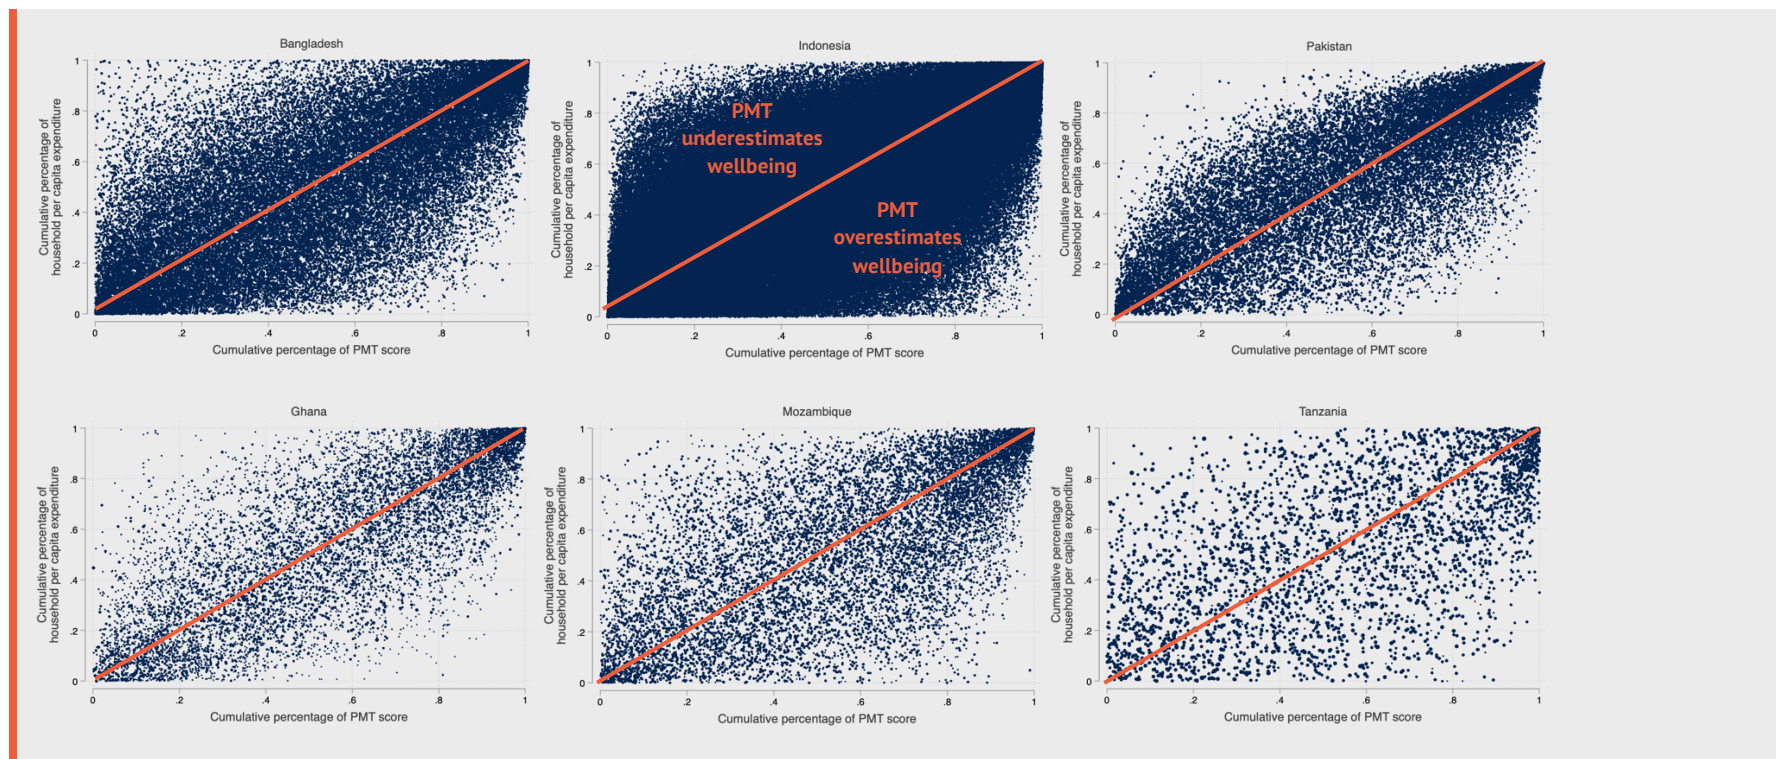 Bangladesh
Cumulative percentage of
household per capita expenditure
1
.8
.6
.4
.2
0
0 .2 .4 .6 .8 1
Cumulative percentage of PMT score
Indonesia
Cumulative percentage of
household per capita expenditure
1
.8
.6
.4
.2
0
PMT
underestimates
wellbeing
PMT
overestimates
wellbeing
0 .2 .4 .6 .8 1
Cumulative percentage of PMT score
Pakistan
Cumulative percentage of
household per capita expenditure
1
.8
.6
.4
.2
0
0 .2 .4 .6 .8 1
Cumulative percentage of PMT score
Ghana
Cumulative percentage of
household per capita expenditure
1
.8
.6
.4
.2
0
0 .2 .4 .6 .8 1
Cumulative percentage of PMT score
Mozambique
Cumulative percentage of
household per capita expenditure
1
.8
.6
.4
.2
0
0 .2 .4 .6 .8 1
Cumulative percentage of PMT score
Tanzania
Cumulative percentage of
household per capita expenditure
1
.8
.6
.4
.2
0
0 .2 .4 .6 .8 1
Cumulative percentage of PMT score